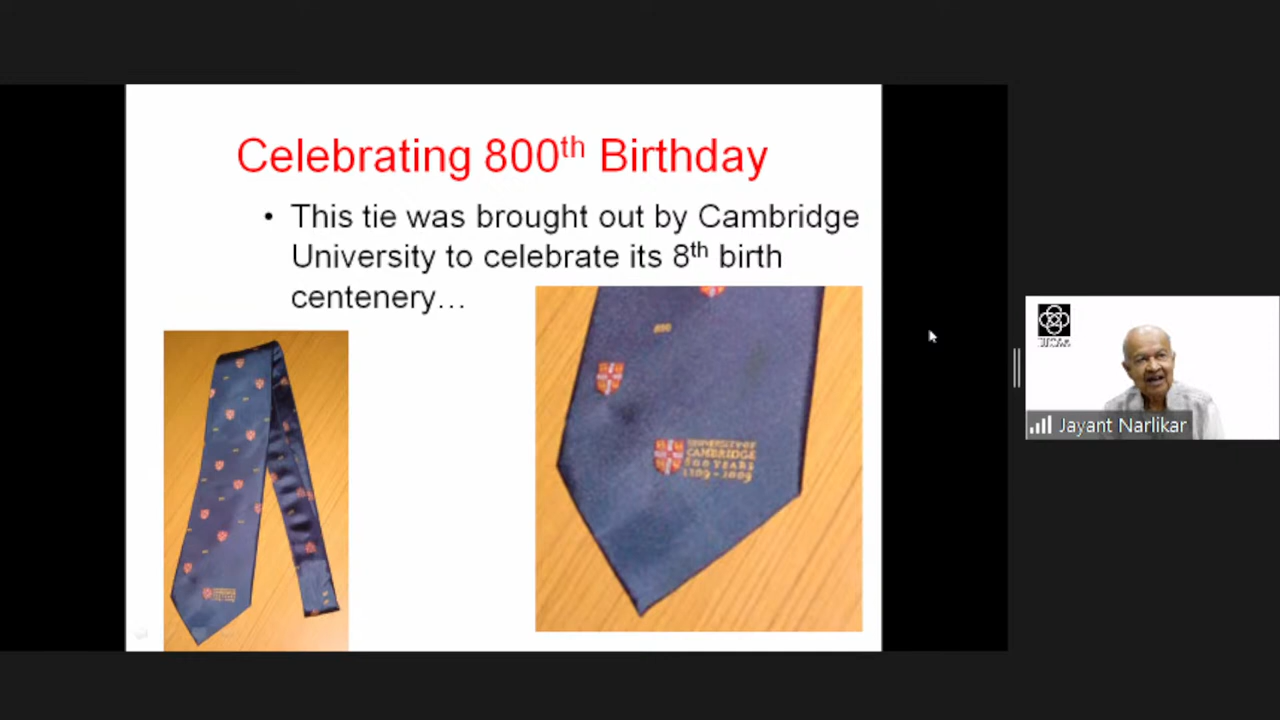 Celebrating 800th Birthday
• This tie was brought out by Cambridge
University to celebrate its 8th birth
centenery...
800
UNIVERSITY OF
CAMBRIDGE
800 YEARS
1209 - 2009
Jayant Narlikar